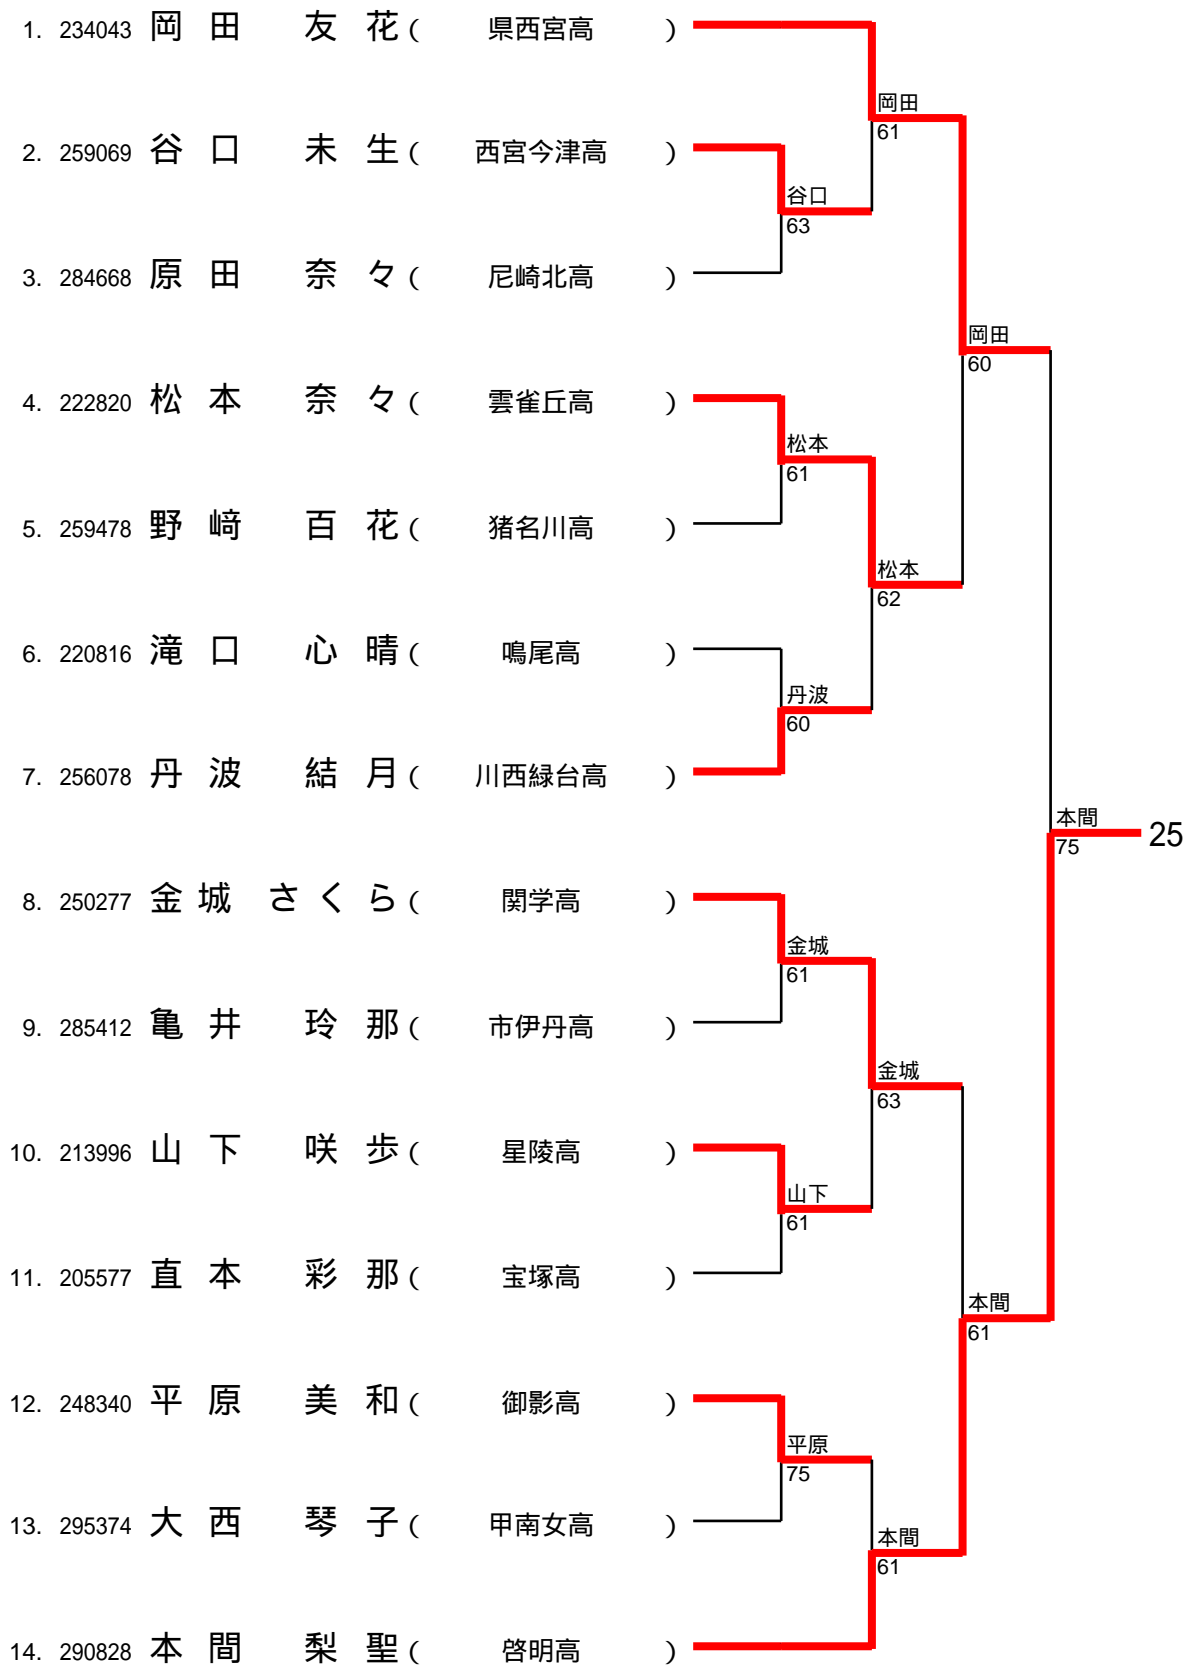 1. 234043 岡田 友花 ( 県西宮高 )
岡田
61
2. 259069 谷口 未生 ( 西宮今津高 )
谷口
63
3. 284668 原田 奈々 ( 尼崎北高 )
岡田
60
4. 222820 松本 奈々 ( 雲雀丘高 )
松本
61
5. 259478 野﨑 百花 ( 猪名川高 )
松本
62
6. 220816 滝口 心晴 ( 鳴尾高 )
丹波
60
7. 256078 丹波 結月 ( 川西緑台高 )
本間
75
25
8. 250277 金城 さくら ( 関学高 )
金城
61
9. 285412 亀井 玲那 ( 市伊丹高 )
金城
63
10. 213996 山下 咲歩 ( 星陵高 )
山下
61
11. 205577 直本 彩那 ( 宝塚高 )
本間
61
12. 248340 平原 美和 ( 御影高 )
平原
75
13. 295374 大西 琴子 ( 甲南女高 )
本間
61
14. 290828 本間 梨聖 ( 啓明高 )